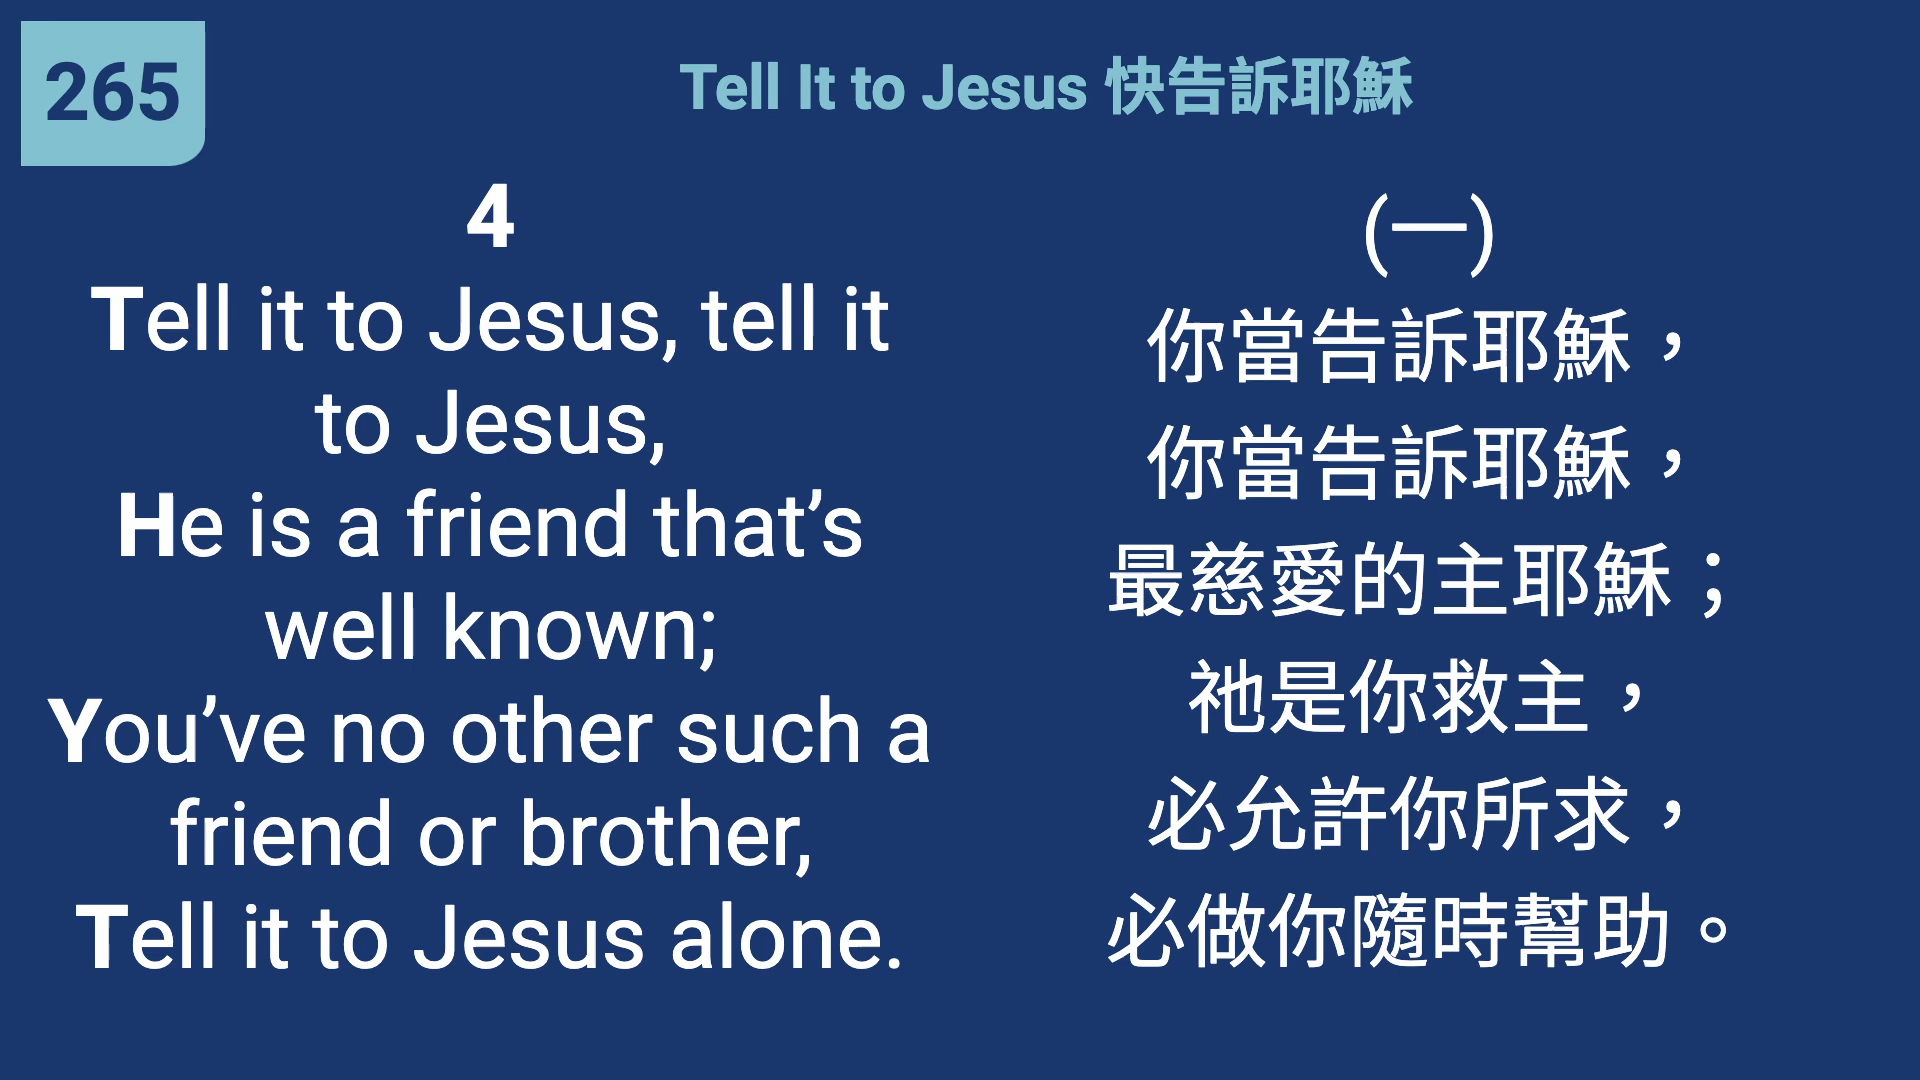 265
Tell It to Jesus 快告訴耶穌
4
Tell it to Jesus, tell it
to Jesus,
He is a friend that’s
well known;
You’ve no other such a
friend or brother,
Tell it to Jesus alone.
(一)
你當告訴耶穌，
你當告訴耶穌，
最慈愛的主耶穌；
祂是你救主，
必允許你所求，
必做你隨時幫助。